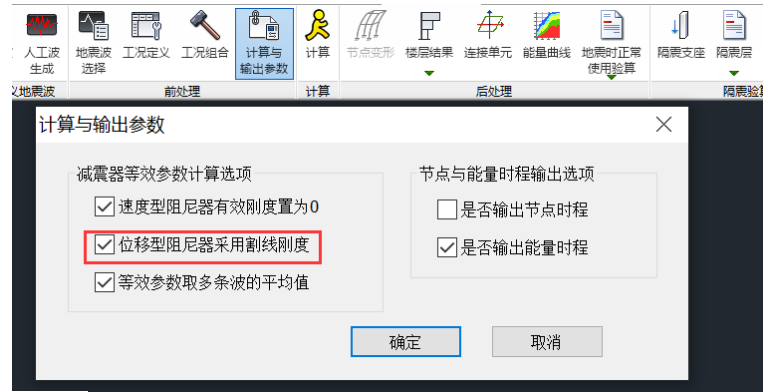 人工波 地震波 工况定义 工况组合 计算与 计算 节点变形 楼层结果 连接单元 能量曲线 地震时正常 隔震支座 隔震层
生成 选择 输出参数 使用验算
义地震波 前处理 计算 后处理 隔震验算
计算与输出参数
减震器等效参数计算选项
速度型阻尼器有效刚度置为0
位移型阻尼器采用割线刚度
等效参数取多条波的平均值
节点与能量时程输出选项
是否输出节点时程
是否输出能量时程
确定 取消